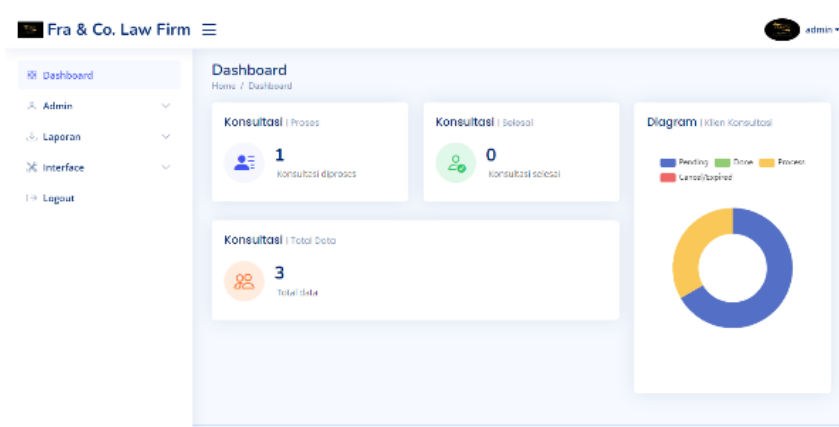 Fra & Co. Law Firm
admin
Dashboard
Admin
Laporan
Interface
Logout
Dashboard
Home / Dashboard
Konsultasi | Proses
1
Konsultasi diproses
Konsultasi | Selesai
0
Konsultasi selesai
Konsultasi | Total Data
3
Total data
Diagram | Klien Konsultasi
Pending Done Process
Cancel/Expired